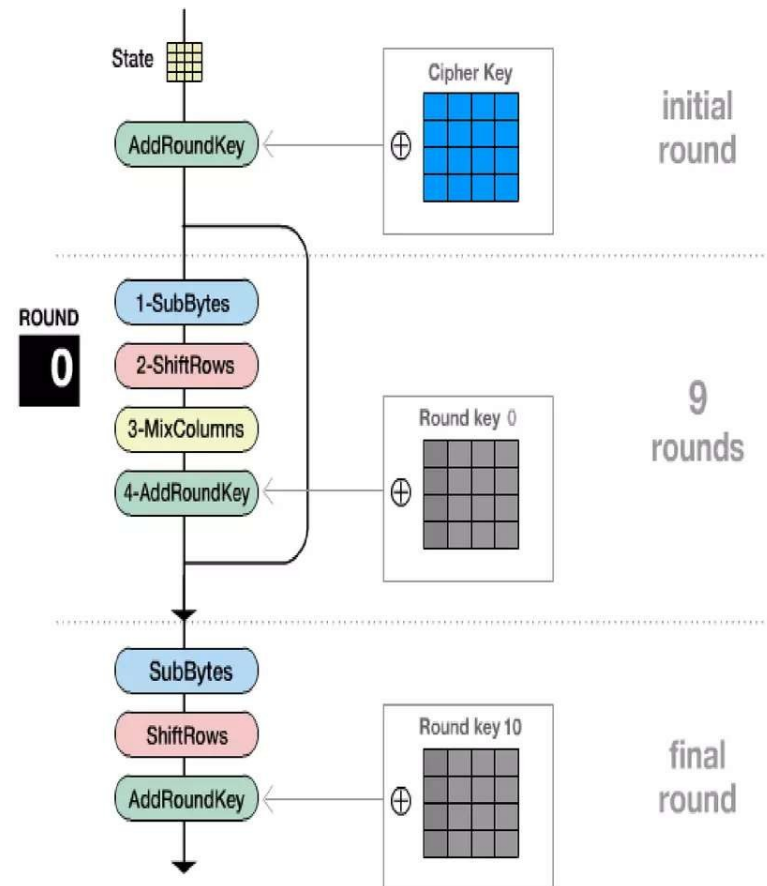 State
Cipher Key
initial
round
AddRoundKey
ROUND
0
1-SubBytes
2-ShiftRows
3-MixColumns
4-AddRoundKey
Round key 0
9
rounds
SubBytes
ShiftRows
AddRoundKey
Round key 10
final
round